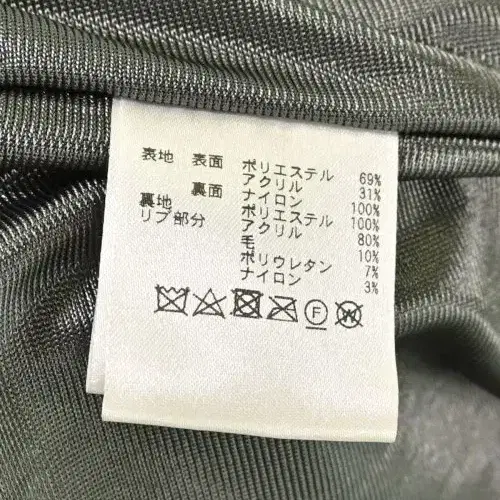 表地 表面 ポリエステル 69%
アクリル 31%
裏面 ナイロン 100%
裏地 ポリエステル 100%
リブ部分 アクリル 80%
毛 10%
ポリウレタン 7%
ナイロン 3%
F W